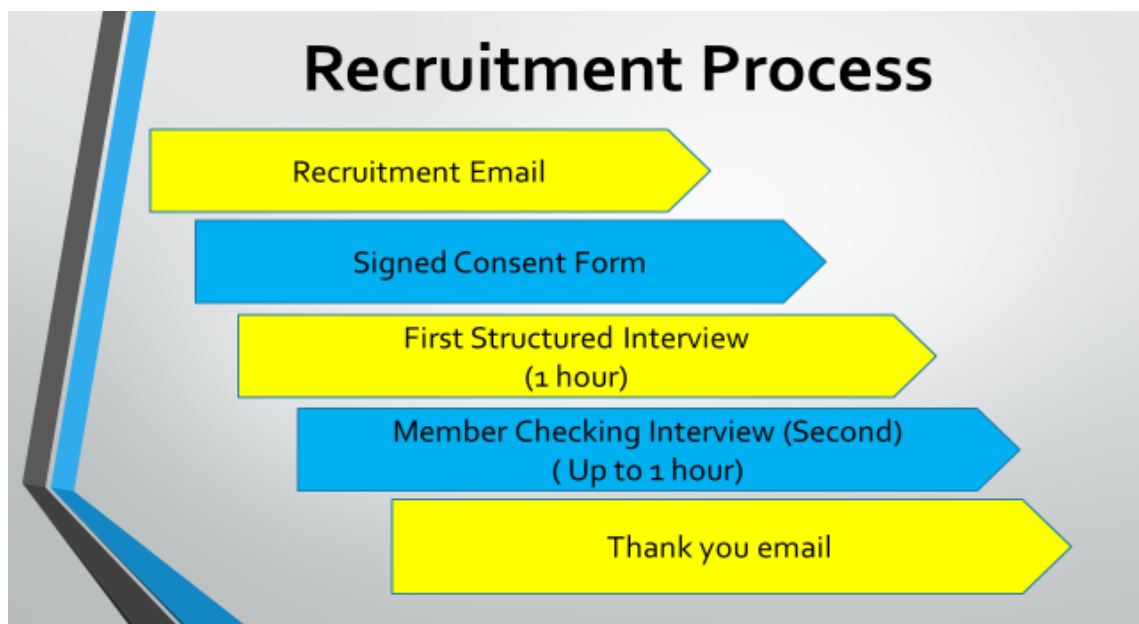 Recruitment Process
Recruitment Email
Signed Consent Form
First Structured Interview
(1 hour)
Member Checking Interview (Second)
( Up to 1 hour)
Thank you email